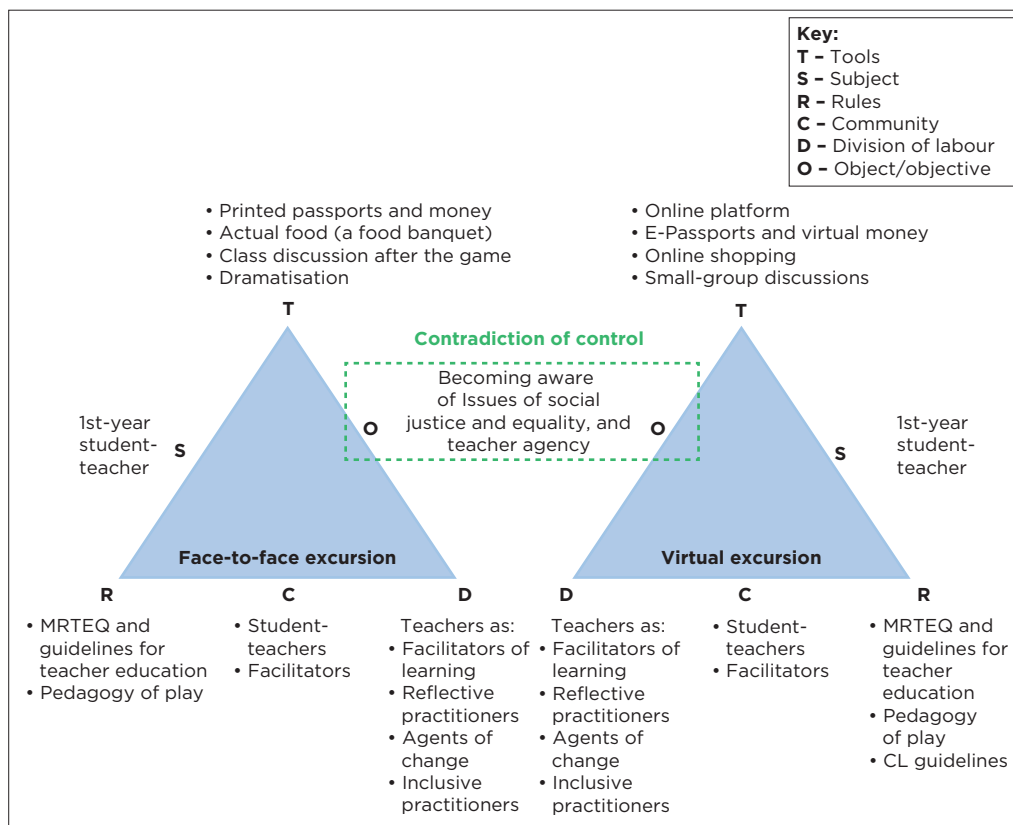 Key:
T – Tools
S – Subject
R – Rules
C – Community
D – Division of labour
O – Object/objective
• Printed passports and money
• Actual food (a food banquet)
• Class discussion after the game
• Dramatisation
• Online platform
• E-Passports and virtual money
• Online shopping
• Small-group discussions
T
T
Contradiction of control
Becoming aware
of Issues of social
justice and equality, and
teacher agency
O
O
1st-year
student-
teacher
S
S
1st-year
student-
teacher
Face-to-face excursion
Virtual excursion
R
C
D
D
C
R
• MRTEQ and
guidelines for
teacher education
• Pedagogy of play
• Student-
teachers
• Facilitators
Teachers as:
• Facilitators of
learning
• Reflective
practitioners
• Agents of
change
• Inclusive
practitioners
Teachers as:
• Facilitators of
learning
• Reflective
practitioners
• Agents of
change
• Inclusive
practitioners
• Student-
teachers
• Facilitators
• MRTEQ and
guidelines for
teacher
education
• Pedagogy
of play
• CL guidelines